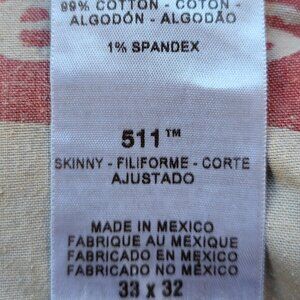 99% COTTON - COTON -
ALGODÓN - ALGODÃO
1% SPANDEX
511™
SKINNY - FILIFORME - CORTE
AJUSTADO
MADE IN MEXICO
FABRIQUE AU MEXIQUE
FABRICADO EN MEXICO
FABRICADO NO MÉXICO
33 x 32